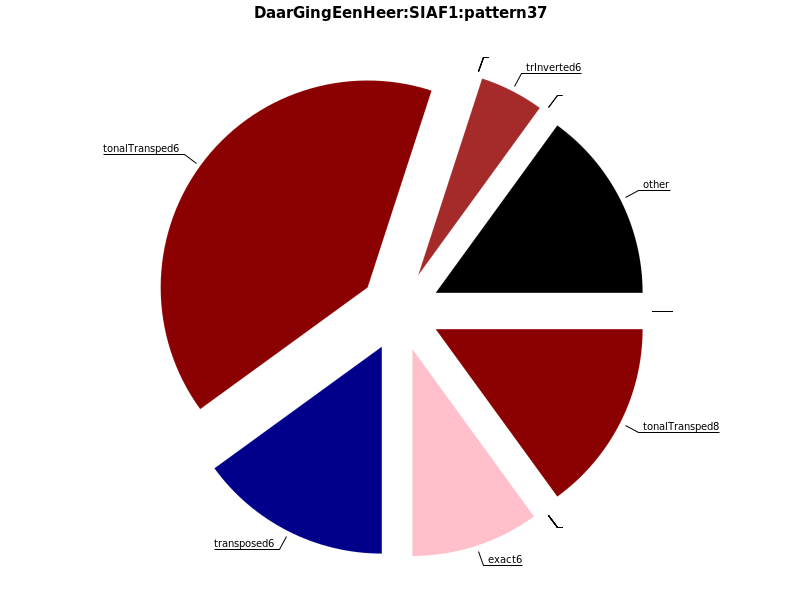 DaarGingEenHeer:SIAF1:pattern37
trInverted6
tonalTransped6
other
tonalTransped8
transposed6
exact6